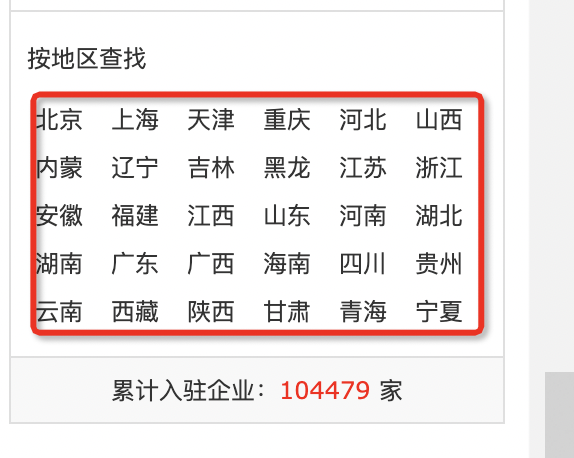 按地区查找
北京 上海 天津 重庆 河北 山西
内蒙 辽宁 吉林 黑龙 江苏 浙江
安徽 福建 江西 山东 河南 湖北
湖南 广东 广西 海南 四川 贵州
云南 西藏 陕西 甘肃 青海 宁夏
累计入驻企业：104479 家